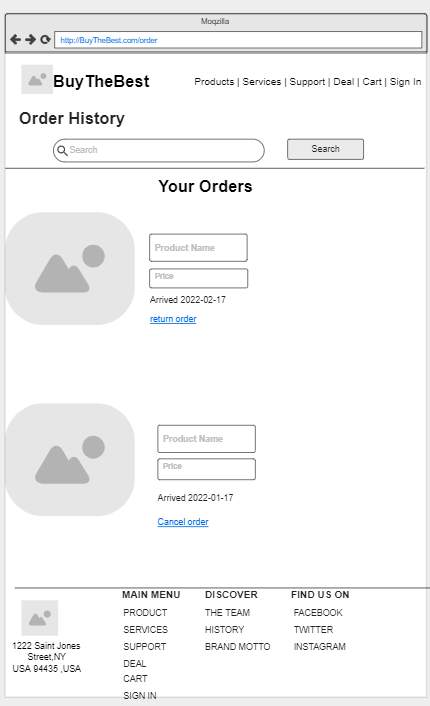 Moqzilla
http://BuyTheBest.com/order
BuyTheBest
Products | Services | Support | Deal | Cart | Sign In
Order History
Search
Search
Your Orders
Product Name
Price
Arrived 2022-02-17
return order
Product Name
Price
Arrived 2022-01-17
Cancel order
1222 Saint Jones
Street,NY
USA 94435 ,USA
MAIN MENU
PRODUCT
SERVICES
SUPPORT
DEAL
CART
SIGN IN
DISCOVER
THE TEAM
HISTORY
BRAND MOTTO
FIND US ON
FACEBOOK
TWITTER
INSTAGRAM